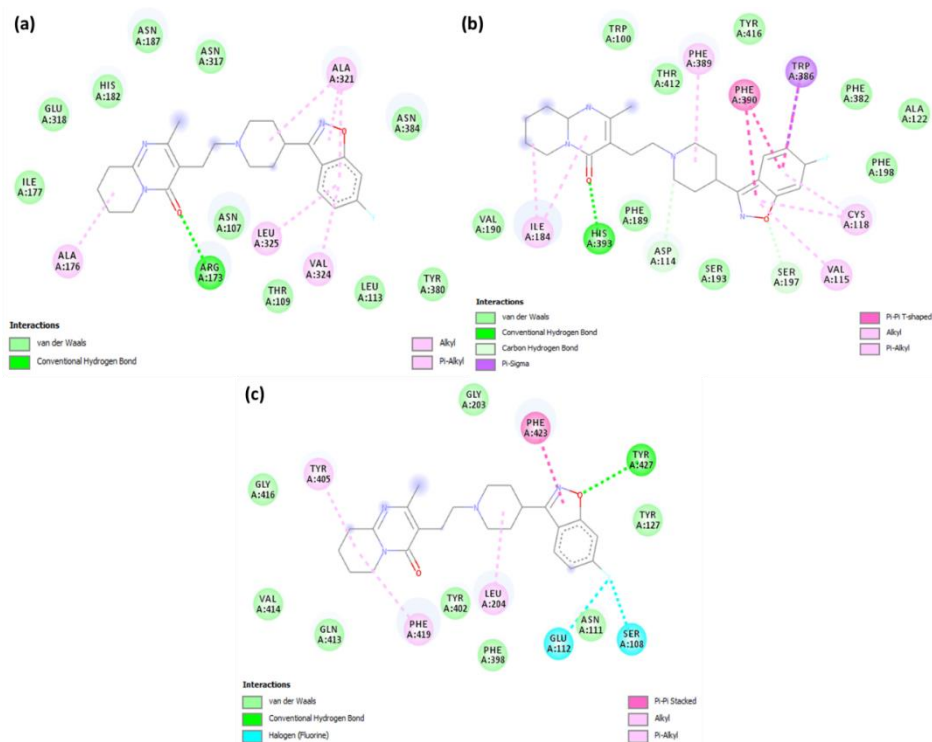 (a)
ASN
A:187
ASN
A:317
ALA
A:321
HIS
A:182
GLU
A:318
ASN
A:384
N
O
N
N
N
O
ILE
A:177
ASN
A:107
LEU
A:325
ALA
A:176
ARG
A:173
VAL
A:324
THR
A:109
LEU
A:113
TYR
A:380
Interactions
van der Waals
Conventional Hydrogen Bond
Alkyl
Pi-Alkyl
(b)
TRP
A:100
TYR
A:416
PHE
A:389
TRP
A:386
THR
A:412
PHE
A:390
PHE
A:382
ALA
A:122
N
N
O
N
N
O
PHE
A:198
VAL
A:190
ILE
A:184
HIS
A:393
PHE
A:189
ASP
A:114
CYS
A:118
SER
A:193
SER
A:197
VAL
A:115
Interactions
van der Waals
Conventional Hydrogen Bond
Carbon Hydrogen Bond
Pi-Sigma
Pi-Pi T-shaped
Alkyl
Pi-Alkyl
(c)
GLY
A:203
PHE
A:423
TYR
A:405
TYR
A:427
GLY
A:416
N
O
N
N
N
O
TYR
A:127
VAL
A:414
GLN
A:413
PHE
A:419
TYR
A:402
LEU
A:204
PHE
A:398
GLU
A:112
ASN
A:111
SER
A:108
Interactions
van der Waals
Conventional Hydrogen Bond
Halogen (Fluorine)
Pi-Pi Stacked
Alkyl
Pi-Alkyl